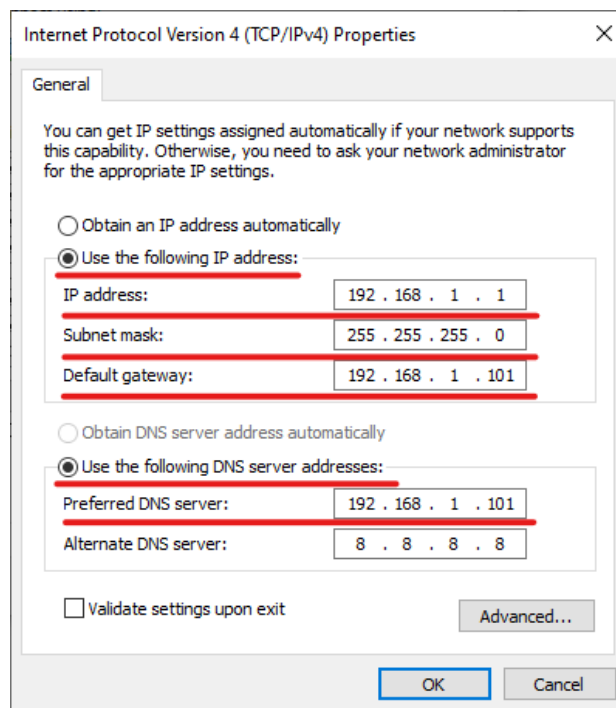 Internet Protocol Version 4 (TCP/IPv4) Properties
General
You can get IP settings assigned automatically if your network supports
this capability. Otherwise, you need to ask your network administrator
for the appropriate IP settings.
Obtain an IP address automatically
Use the following IP address:
IP address: 192 . 168 . 1 . 1
Subnet mask: 255 . 255 . 255 . 0
Default gateway: 192 . 168 . 1 . 101
Obtain DNS server address automatically
Use the following DNS server addresses:
Preferred DNS server: 192 . 168 . 1 . 101
Alternate DNS server: 8 . 8 . 8 . 8
Validate settings upon exit
Advanced...
OK Cancel